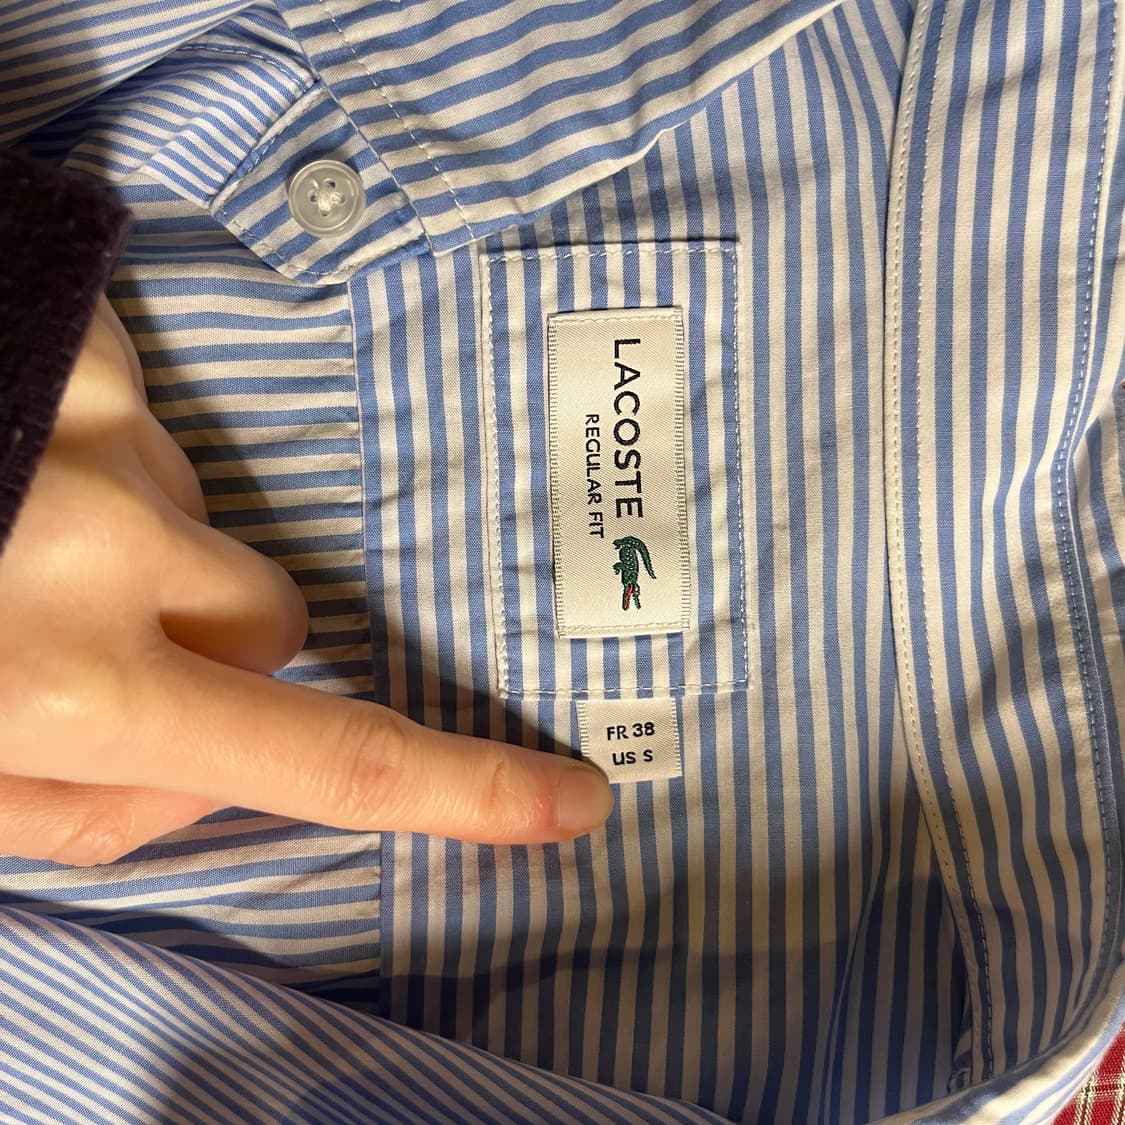 LACOSTE
REGULAR FIT
FR 38
US S